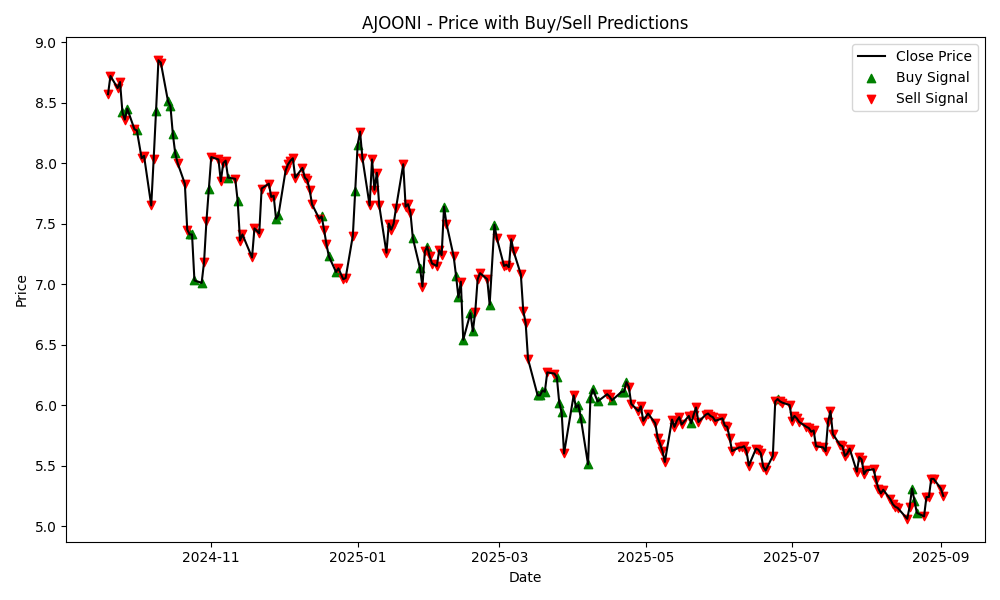 AJOONI - Price with Buy/Sell Predictions
Close Price
Buy Signal
Sell Signal
Price
9.0
8.5
8.0
7.5
7.0
6.5
6.0
5.5
5.0
2024-11
2025-01
2025-03
2025-05
2025-07
2025-09
Date